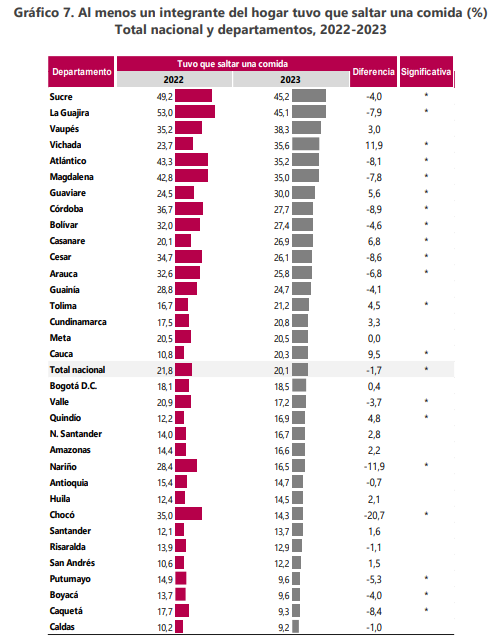 Gráfico 7. Al menos un integrante del hogar tuvo que saltar una comida (%)
Total nacional y departamentos, 2022-2023
Departamento Tuvo que saltar una comida Diferencia Significativa
2022 2023
Sucre 49,2 45,2 -4,0 *
La Guajira 53,0 45,1 -7,9 *
Vaupés 35,2 38,3 3,0
Vichada 23,7 35,6 11,9 *
Atlántico 43,3 35,2 -8,1 *
Magdalena 42,8 35,0 -7,8 *
Guaviare 24,5 30,0 5,6 *
Córdoba 36,7 27,7 -8,9 *
Bolívar 32,0 27,4 -4,6 *
Casanare 20,1 26,9 6,8 *
Cesar 34,7 26,1 -8,6 *
Arauca 32,6 25,8 -6,8 *
Guainía 28,8 24,7 -4,1
Tolima 16,7 21,2 4,5 *
Cundinamarca 17,5 20,8 3,3
Meta 20,5 20,5 0,0
Cauca 10,8 20,3 9,5 *
Total nacional 21,8 20,1 -1,7 *
Bogotá D.C. 18,1 18,5 0,4
Valle 20,9 17,2 -3,7 *
Quindío 12,2 16,9 4,8 *
N. Santander 14,0 16,7 2,8
Amazonas 14,4 16,6 2,2
Nariño 28,4 16,5 -11,9 *
Antioquia 15,4 14,7 -0,7
Huila 12,4 14,5 2,1
Chocó 35,0 14,3 -20,7 *
Santander 12,1 13,7 1,6
Risaralda 13,9 12,9 -1,1
San Andrés 10,6 12,2 1,5
Putumayo 14,9 9,6 -5,3 *
Boyacá 13,7 9,6 -4,0 *
Caquetá 17,7 9,3 -8,4 *
Caldas 10,2 9,2 -1,0